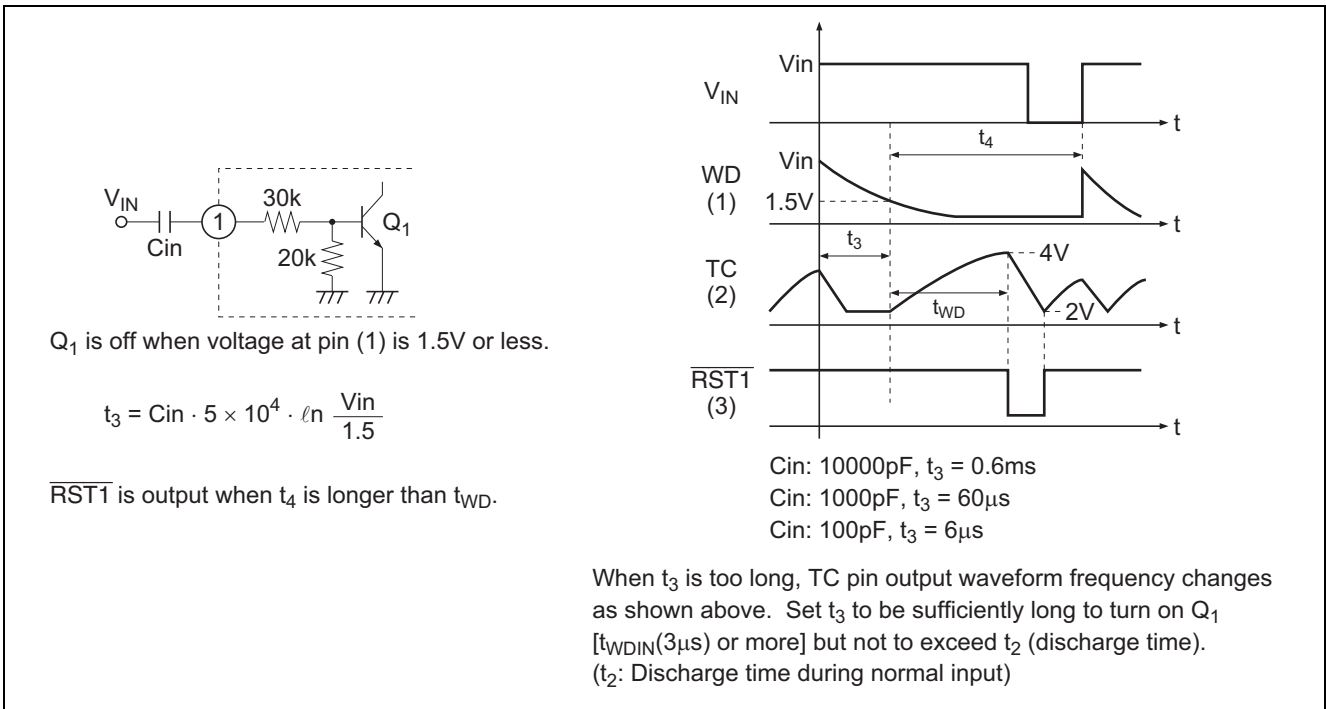 V_IN
Cin
1
30k
20k
Q₁
Q₁ is off when voltage at pin (1) is 1.5V or less.
t₃ = Cin · 5 × 10⁴ · ℓn Vin / 1.5
RST1 is output when t₄ is longer than t_WD.
Vin
V_IN
t
t₄
WD
(1)
Vin
1.5V
t
t₃
TC
(2)
t_WD
4V
2V
t
RST1
(3)
t
Cin: 10000pF, t₃ = 0.6ms
Cin: 1000pF, t₃ = 60μs
Cin: 100pF, t₃ = 6μs
When t₃ is too long, TC pin output waveform frequency changes
as shown above. Set t₃ to be sufficiently long to turn on Q₁
[t_WDIN(3μs) or more] but not to exceed t₂ (discharge time).
(t₂: Discharge time during normal input)